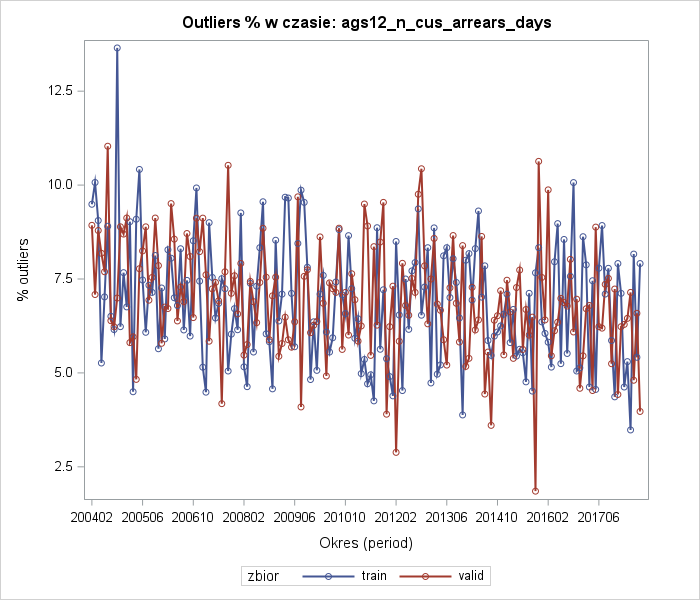 Outliers % w czasie: ags12_n_cus_arrears_days
% outliers
12.5
10.0
7.5
5.0
2.5
200402 200506 200610 200802 200906 201010 201202 201306 201410 201602 201706
Okres (period)
zbior train valid